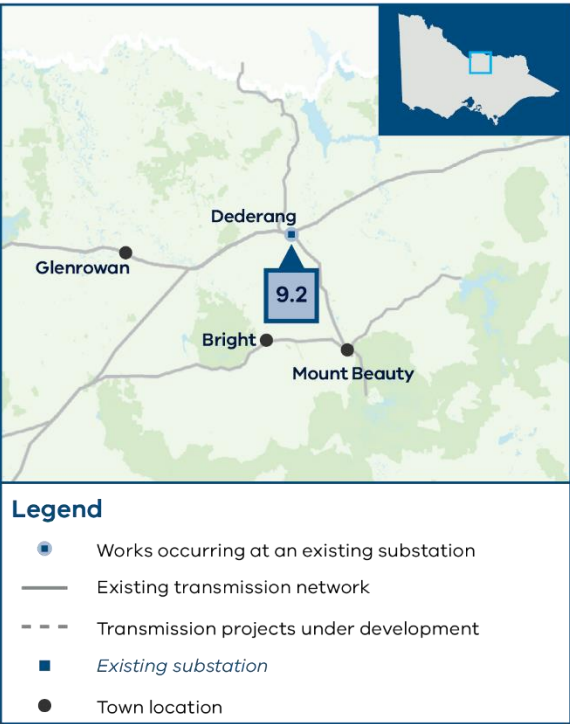 Dederang
Glenrowan
9.2
Bright
Mount Beauty
Legend
Works occurring at an existing substation
Existing transmission network
Transmission projects under development
Existing substation
Town location